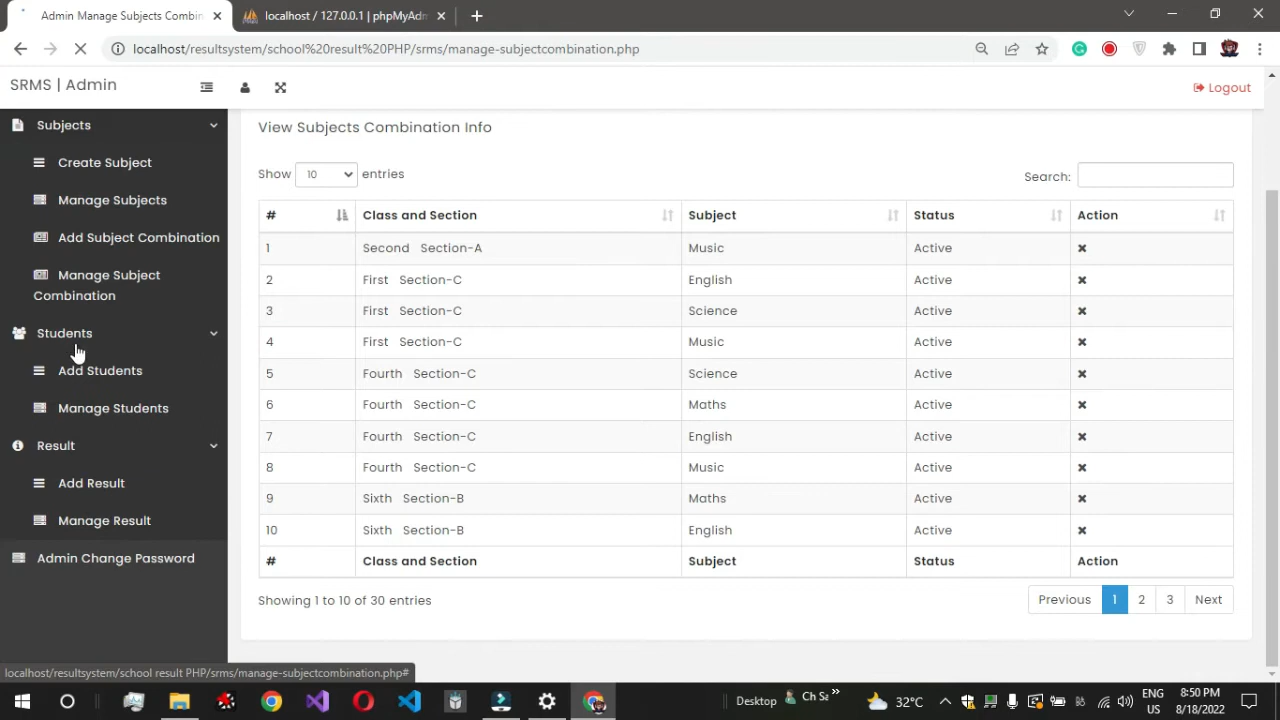 Admin Manage Subjects Combin
localhost / 127.0.0.1 | phpMyAdm
localhost/resultsystem/school%20result%20PHP/srms/manage-subjectcombination.php
SRMS | Admin
Logout
Subjects
Create Subject
Manage Subjects
Add Subject Combination
Manage Subject
Combination
Students
Add Students
Manage Students
Result
Add Result
Manage Result
Admin Change Password
View Subjects Combination Info
Show 10 entries
Search:
# Class and Section Subject Status Action
1 Second Section-A Music Active
2 First Section-C English Active
3 First Section-C Science Active
4 First Section-C Music Active
5 Fourth Section-C Science Active
6 Fourth Section-C Maths Active
7 Fourth Section-C English Active
8 Fourth Section-C Music Active
9 Sixth Section-B Maths Active
10 Sixth Section-B English Active
# Class and Section Subject Status Action
Showing 1 to 10 of 30 entries
Previous 1 2 3 Next
localhost/resultsystem/school result PHP/srms/manage-subjectcombination.php#
Desktop
Ch Sa
32°C
ENG
US
8:50 PM
8/18/2022